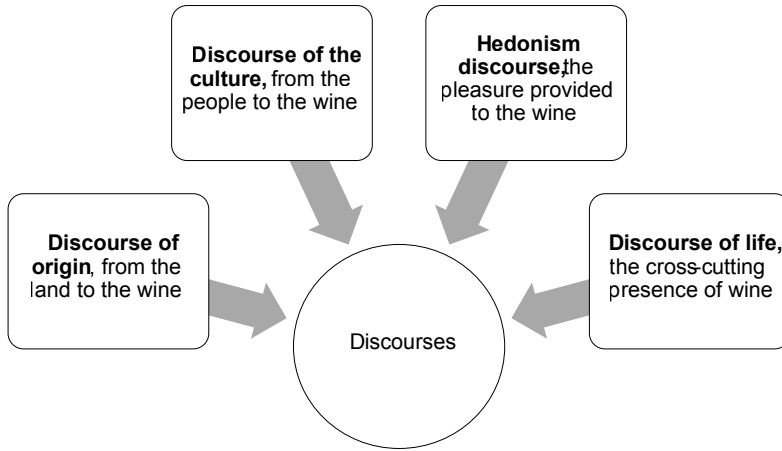 Discourse of the
culture, from the
people to the wine
Hedonism
discourse, the
pleasure provided
to the wine
Discourse of
origin, from the
land to the wine
Discourse of life,
the cross-cutting
presence of wine
Discourses